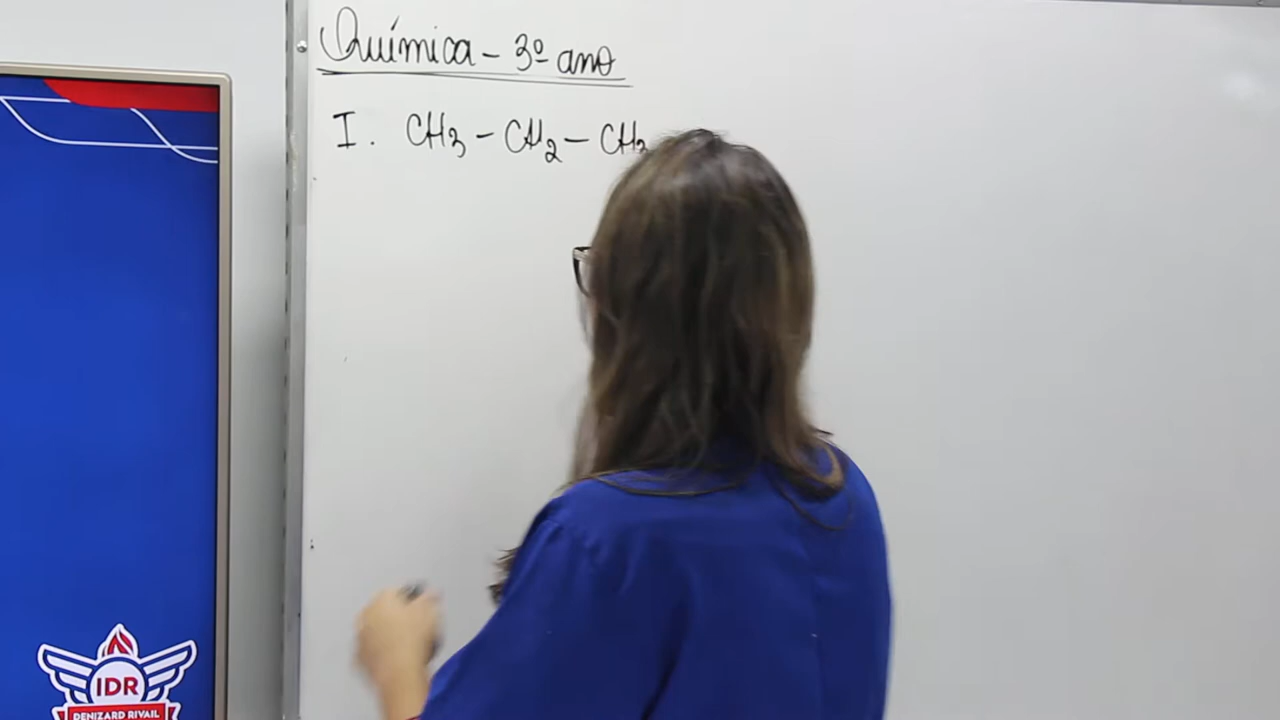 Química - 3º ano
I. CH3 - CH2 - CH3
IDR
DENIZARD RIVAIL